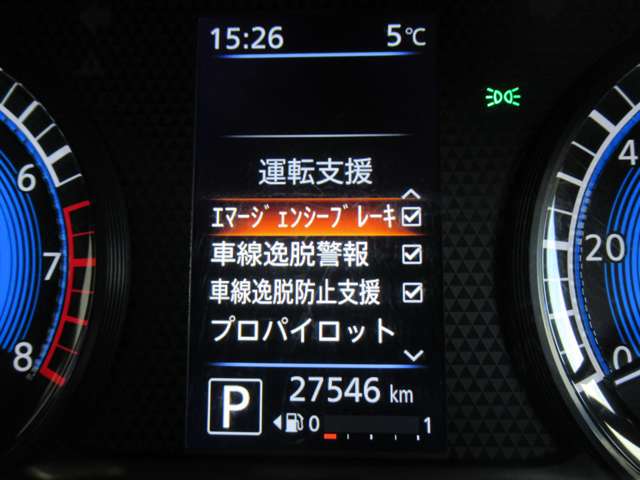 15:26 5℃
運転支援
ｴﾏｰｼﾞｪﾝｼｰﾌﾞﾚｰｷ
車線逸脱警報
車線逸脱防止支援
プロパイロット
P 27546 km
0 1
6
7
8
4
20
0